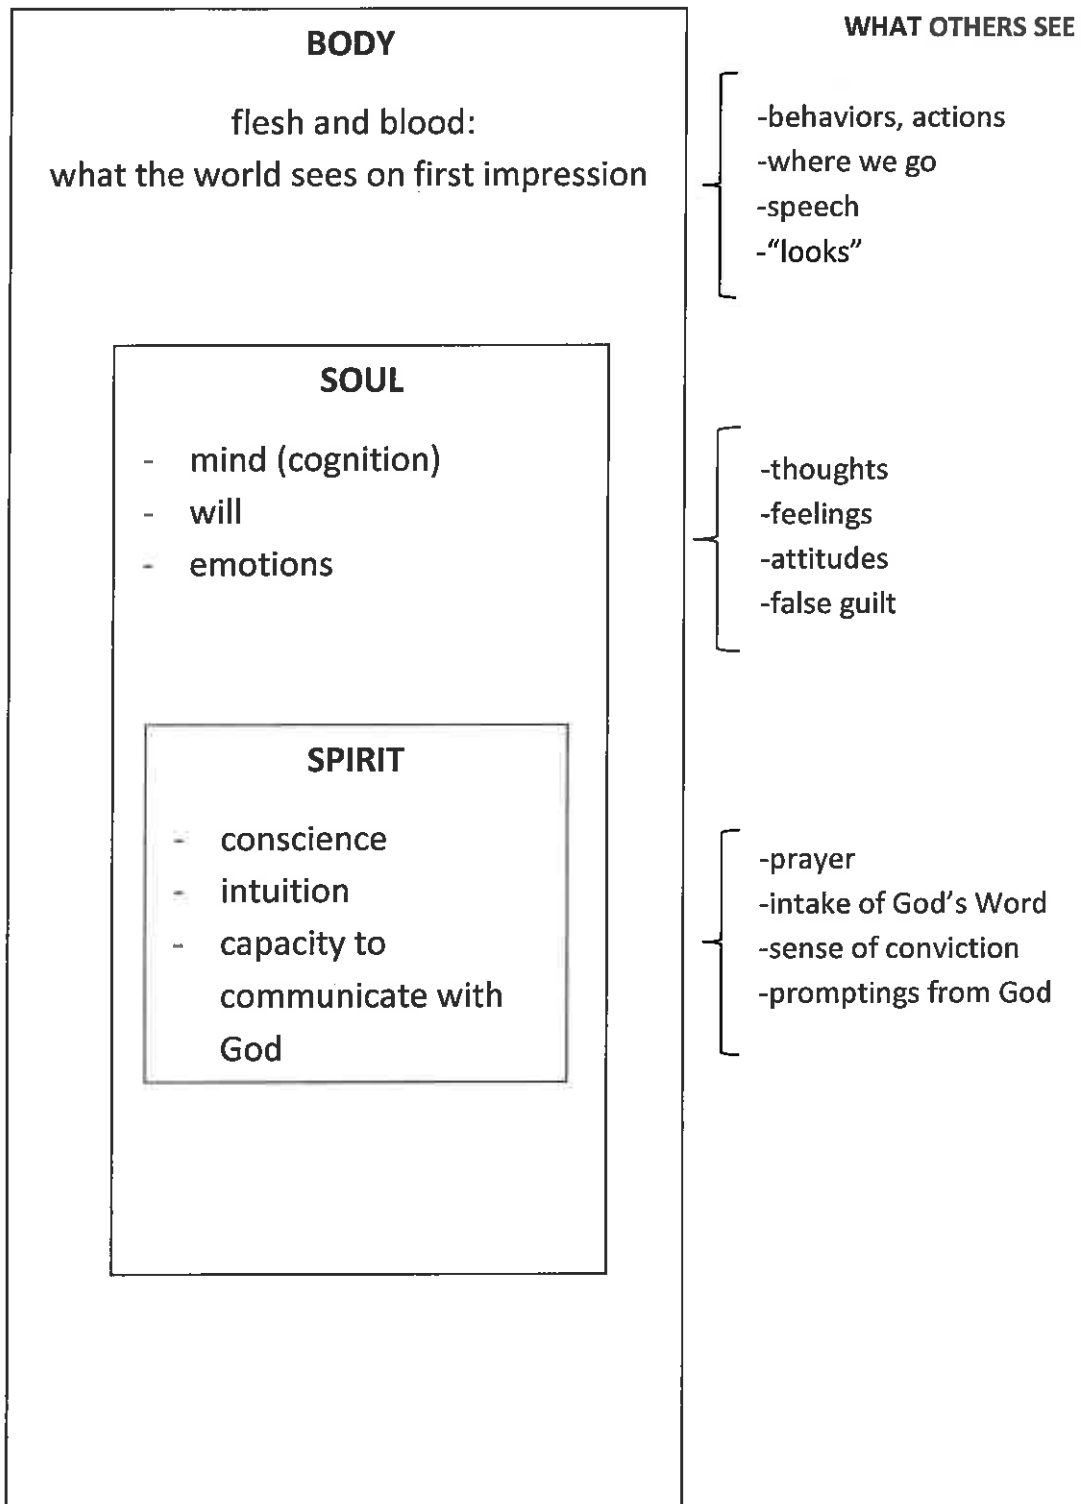 WHAT OTHERS SEE
BODY
flesh and blood:
what the world sees on first impression
-behaviors, actions
-where we go
-speech
-“looks”
SOUL
- mind (cognition)
- will
- emotions
-thoughts
-feelings
-attitudes
-false guilt
SPIRIT
- conscience
- intuition
- capacity to
communicate with
God
-prayer
-intake of God’s Word
-sense of conviction
-promptings from God